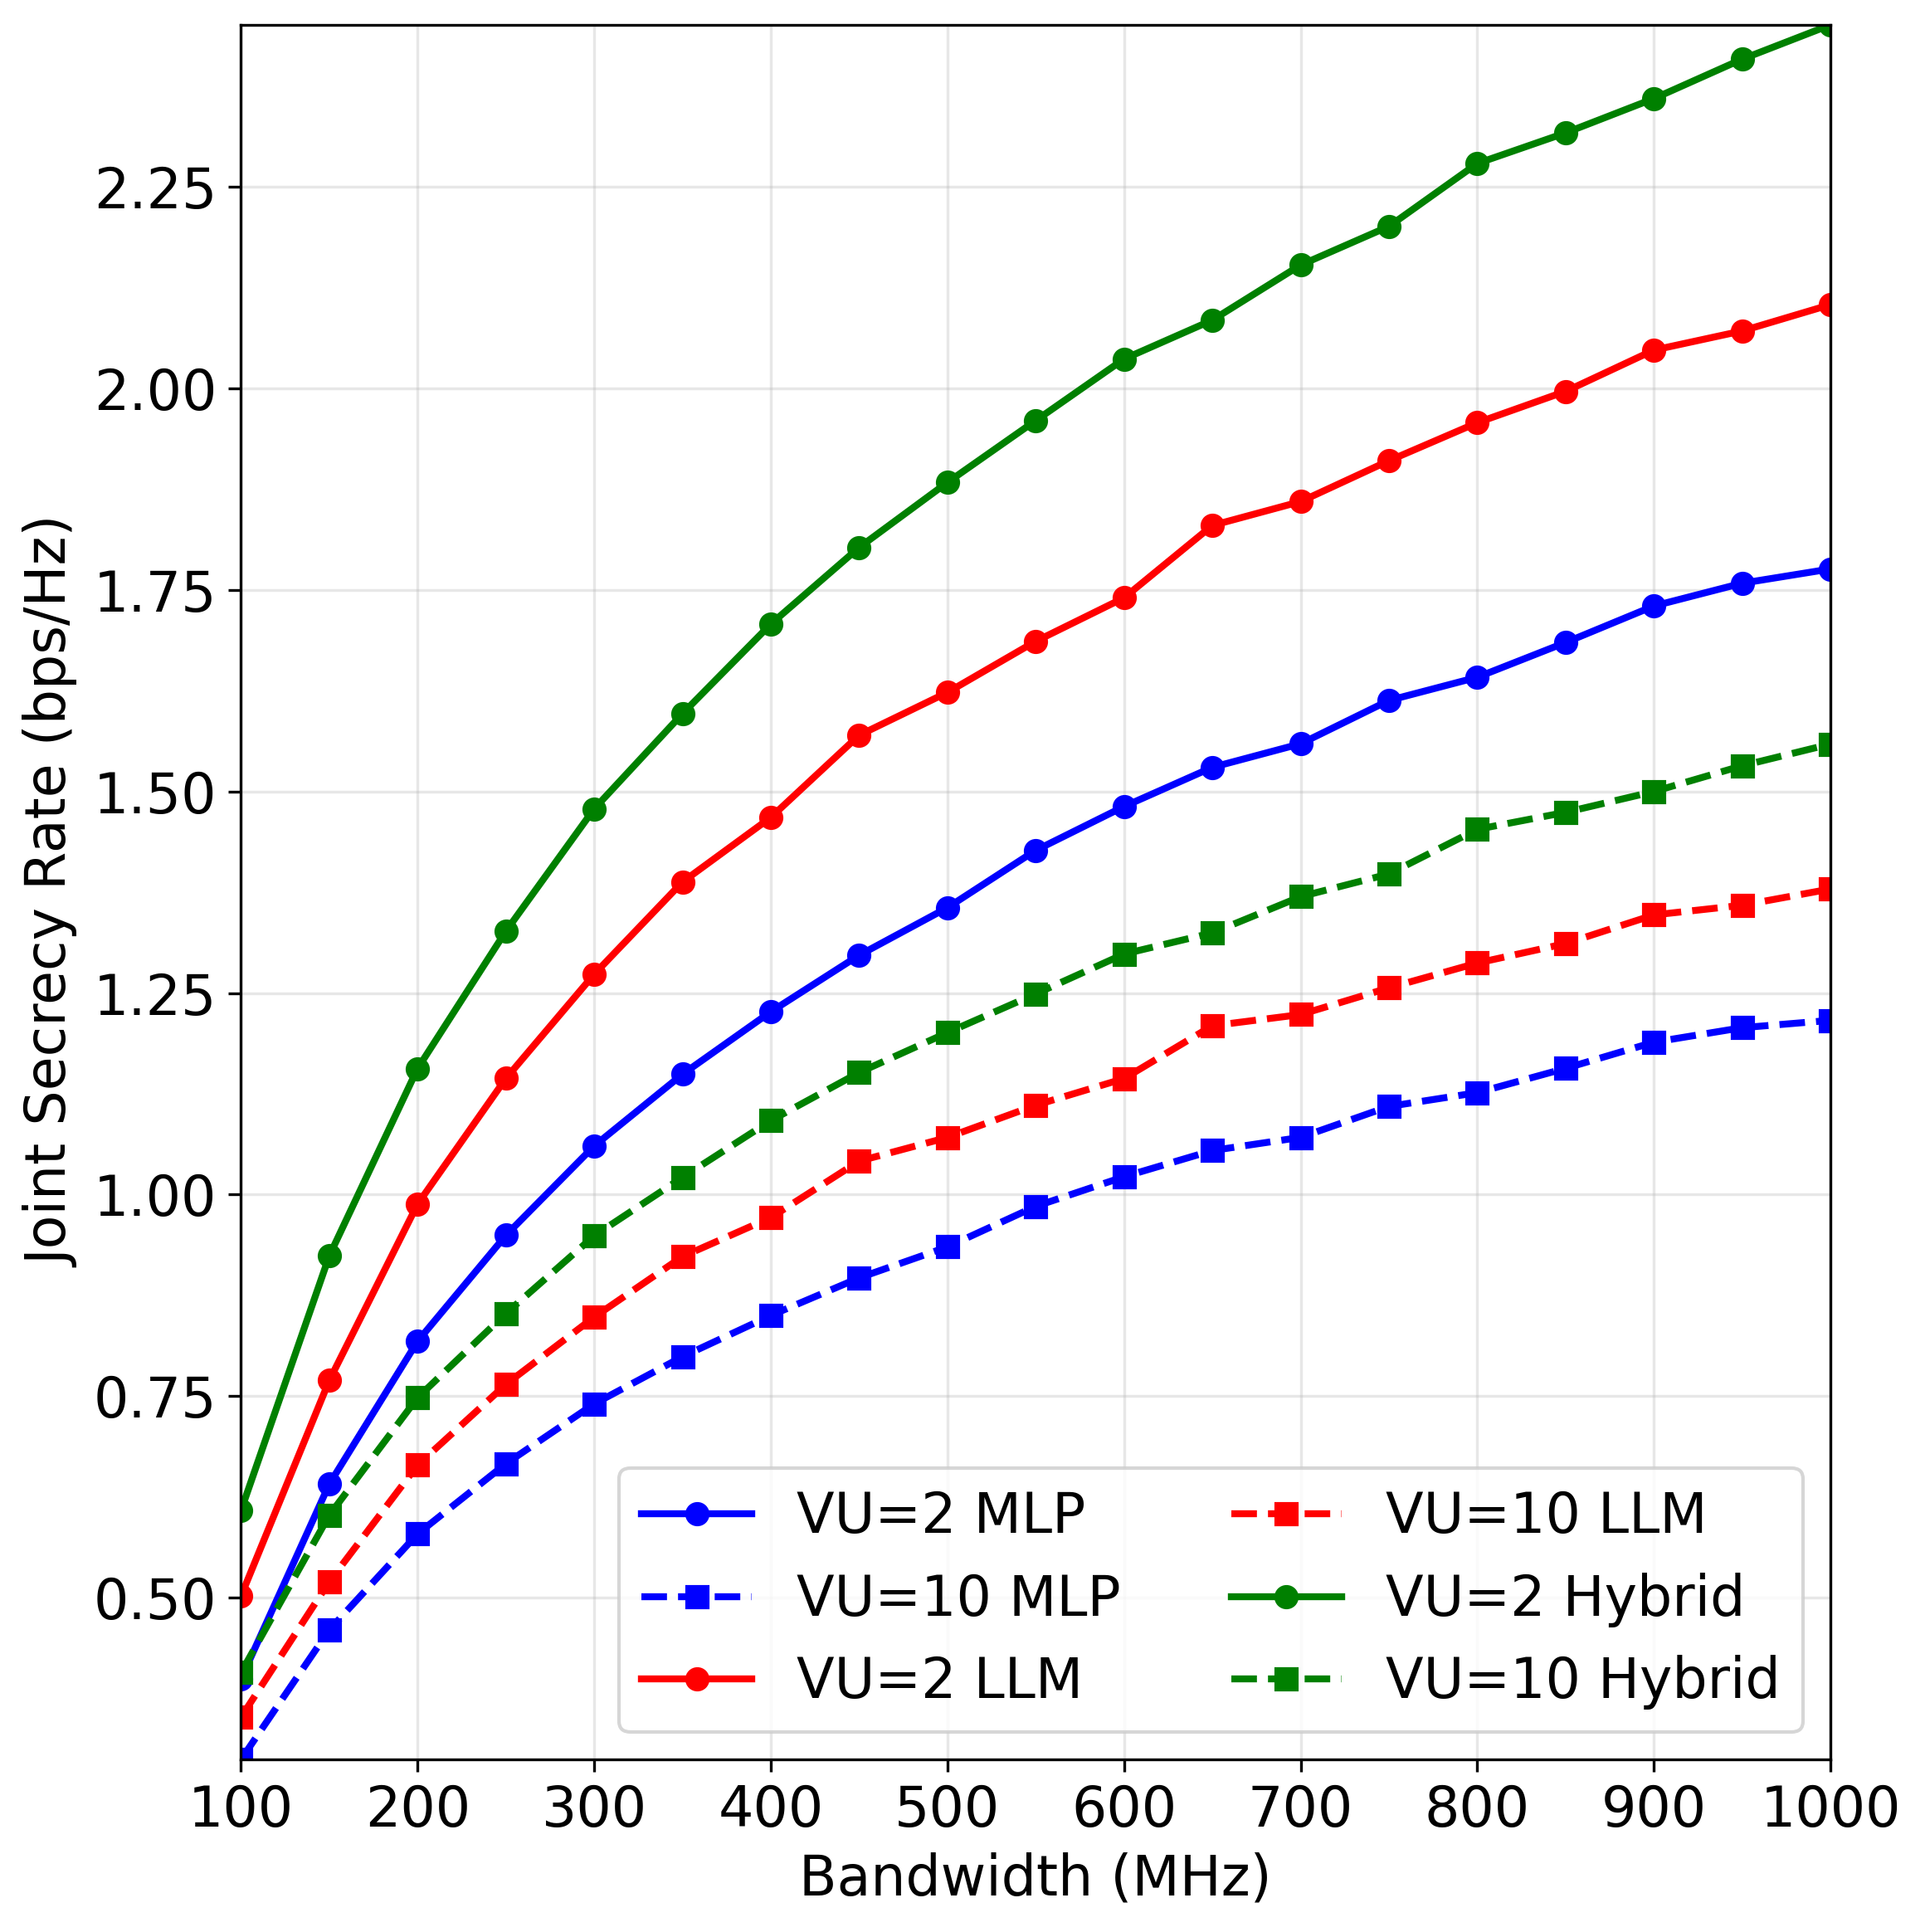 Joint Secrecy Rate (bps/Hz)
2.25
2.00
1.75
1.50
1.25
1.00
0.75
0.50
VU=2 MLP
VU=10 MLP
VU=2 LLM
VU=10 LLM
VU=2 Hybrid
VU=10 Hybrid
100 200 300 400 500 600 700 800 900 1000
Bandwidth (MHz)